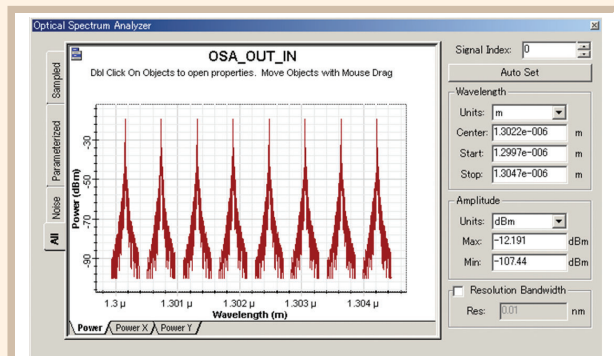 Optical Spectrum Analyzer
OSA_OUT_IN
Dbl Click On Objects to open properties. Move Objects with Mouse Drag
Sampled
Parameterized
Noise
All
Power (dBm)
-30
-50
-70
-90
1.3 μ
1.301 μ
1.302 μ
1.303 μ
1.304 μ
Wavelength (m)
Power
Power X
Power Y
Signal Index: 0
Auto Set
Wavelength
Units: m
Center: 1.3022e-006 m
Start: 1.2997e-006 m
Stop: 1.3047e-006 m
Amplitude
Units: dBm
Max: -12.191 dBm
Min: -107.44 dBm
Resolution Bandwidth
Res: 0.01 nm